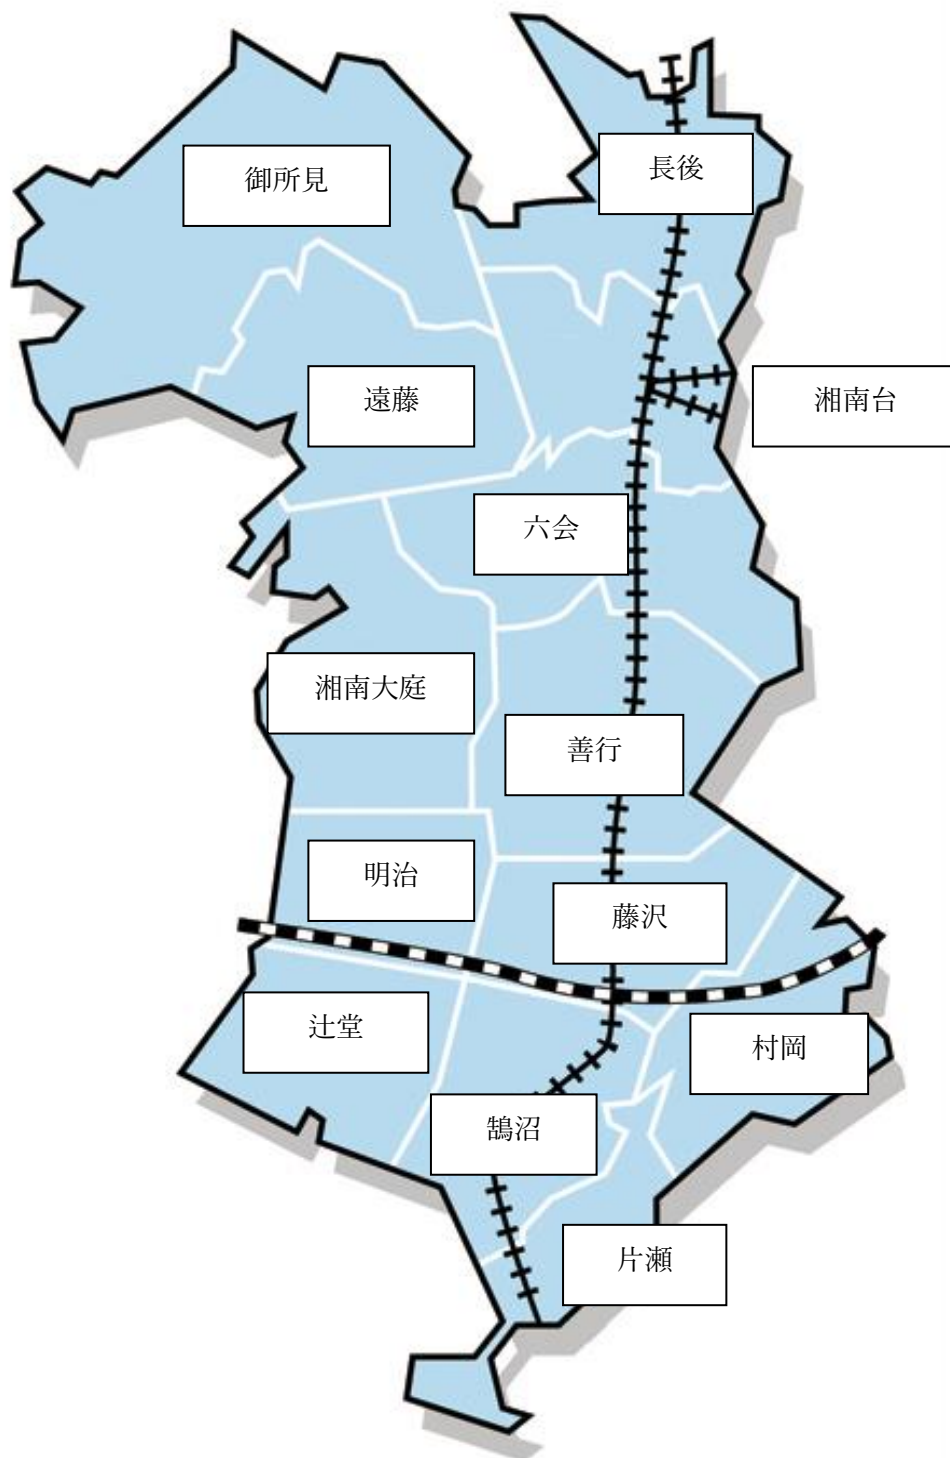 長後
御所見
遠藤
湘南台
六会
湘南大庭
善行
明治
藤沢
辻堂
村岡
鵠沼
片瀬